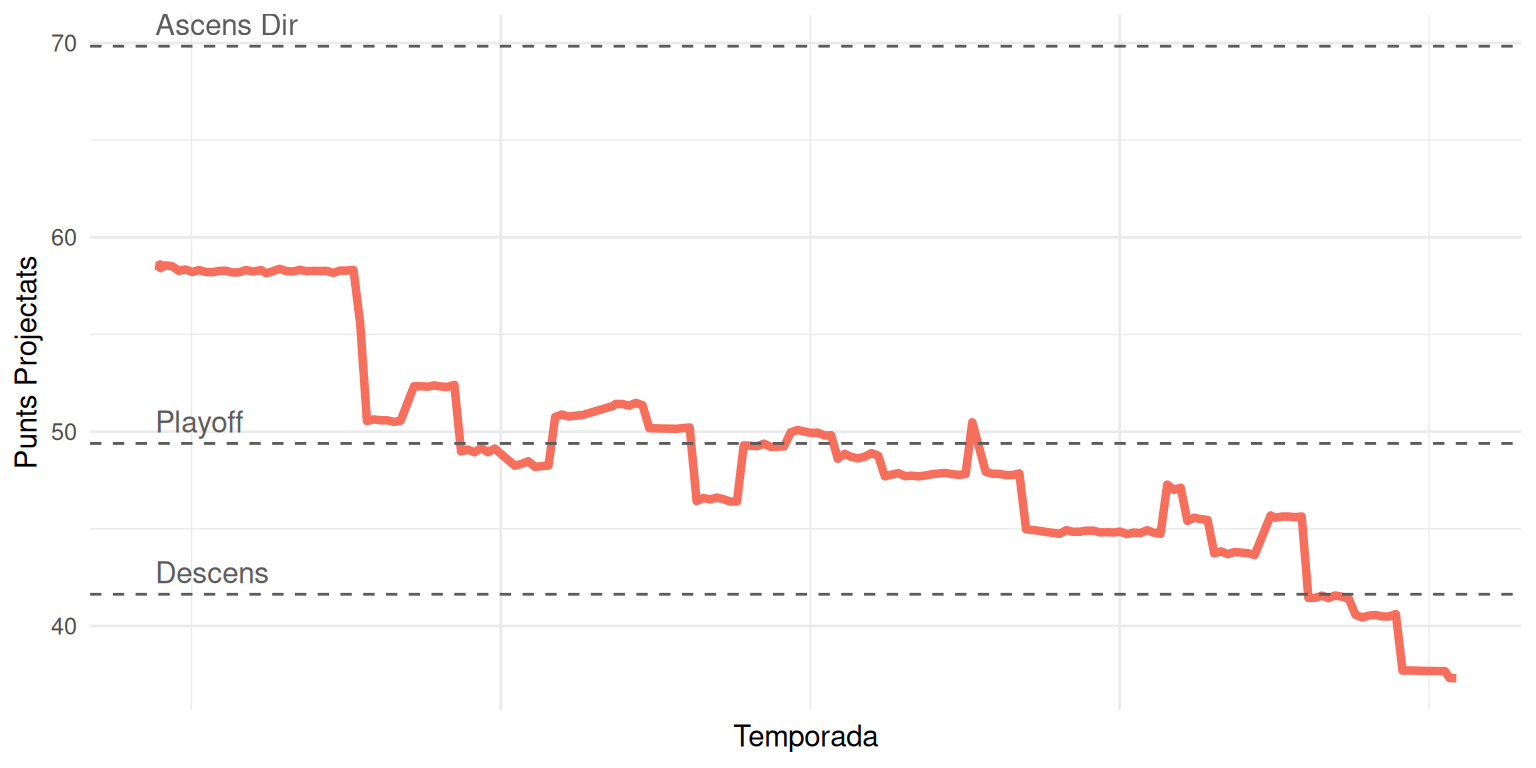 Ascens Dir
70
60
Punts Projectats
Playoff
50
Descens
40
Temporada